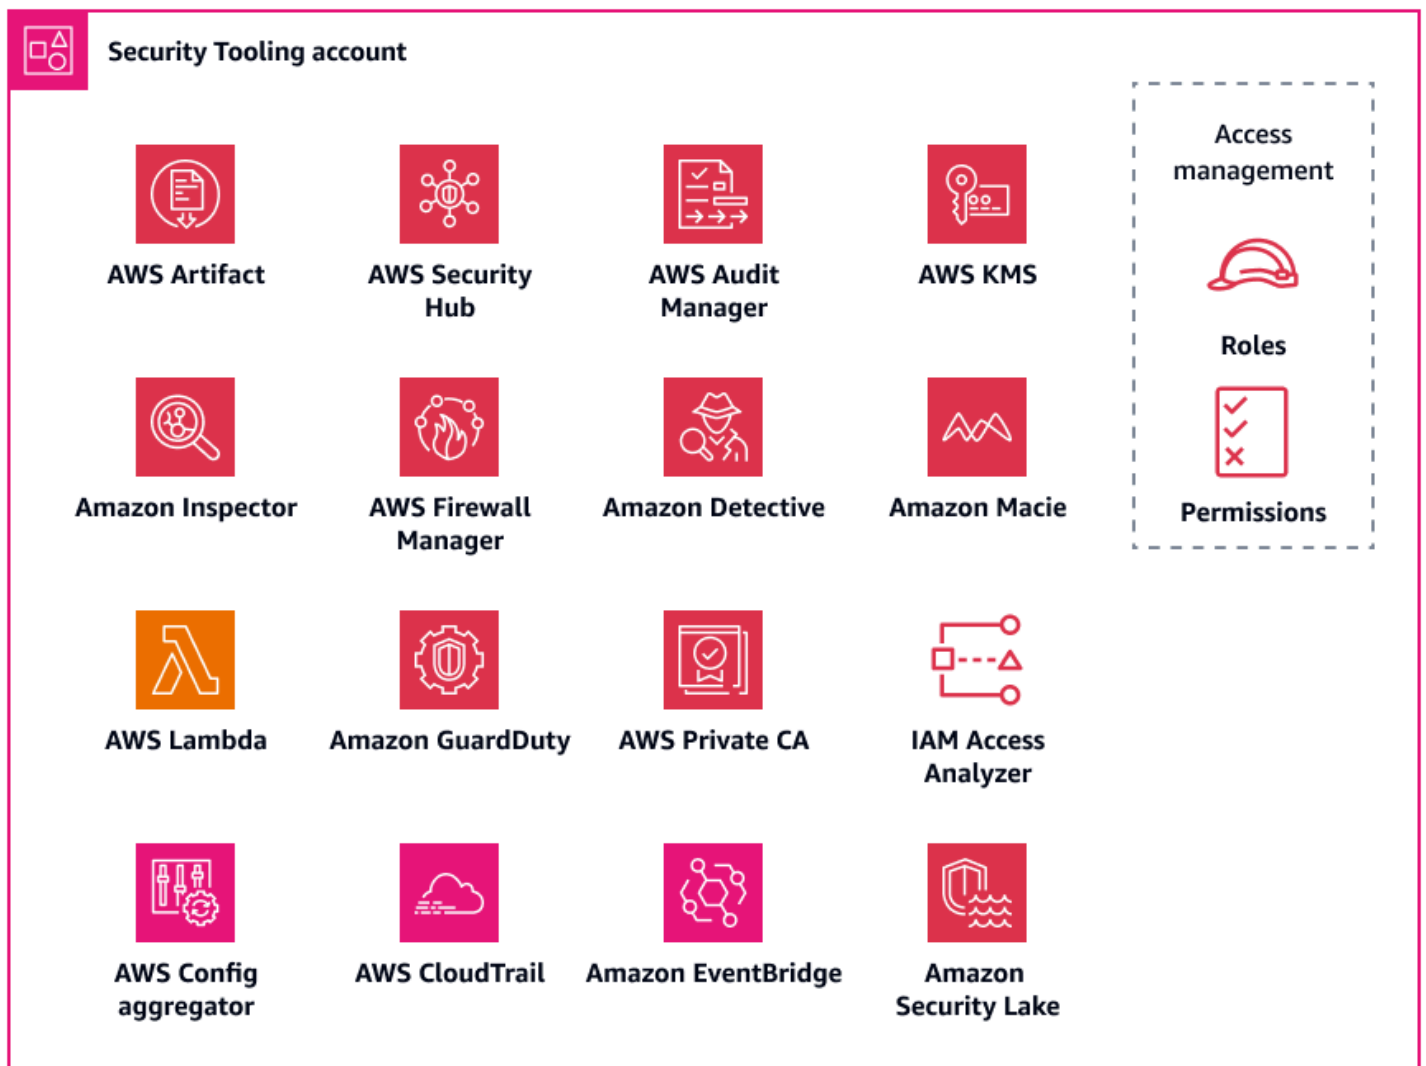 Security Tooling account
Access
management
AWS Artifact
AWS Security
Hub
AWS Audit
Manager
AWS KMS
Roles
Amazon Inspector
AWS Firewall
Manager
Amazon Detective
Amazon Macie
Permissions
AWS Lambda
Amazon GuardDuty
AWS Private CA
IAM Access
Analyzer
AWS Config
aggregator
AWS CloudTrail
Amazon EventBridge
Amazon
Security Lake